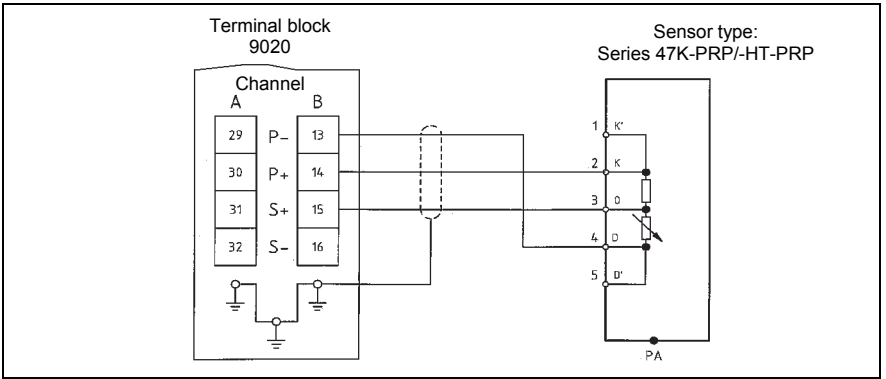 Terminal block
9020
Sensor type:
Series 47K-PRP/-HT-PRP
Channel
A B
29 P- 13
30 P+ 14
31 S+ 15
32 S- 16
1 K'
2 K
3 0
4 D
5 D'
PA